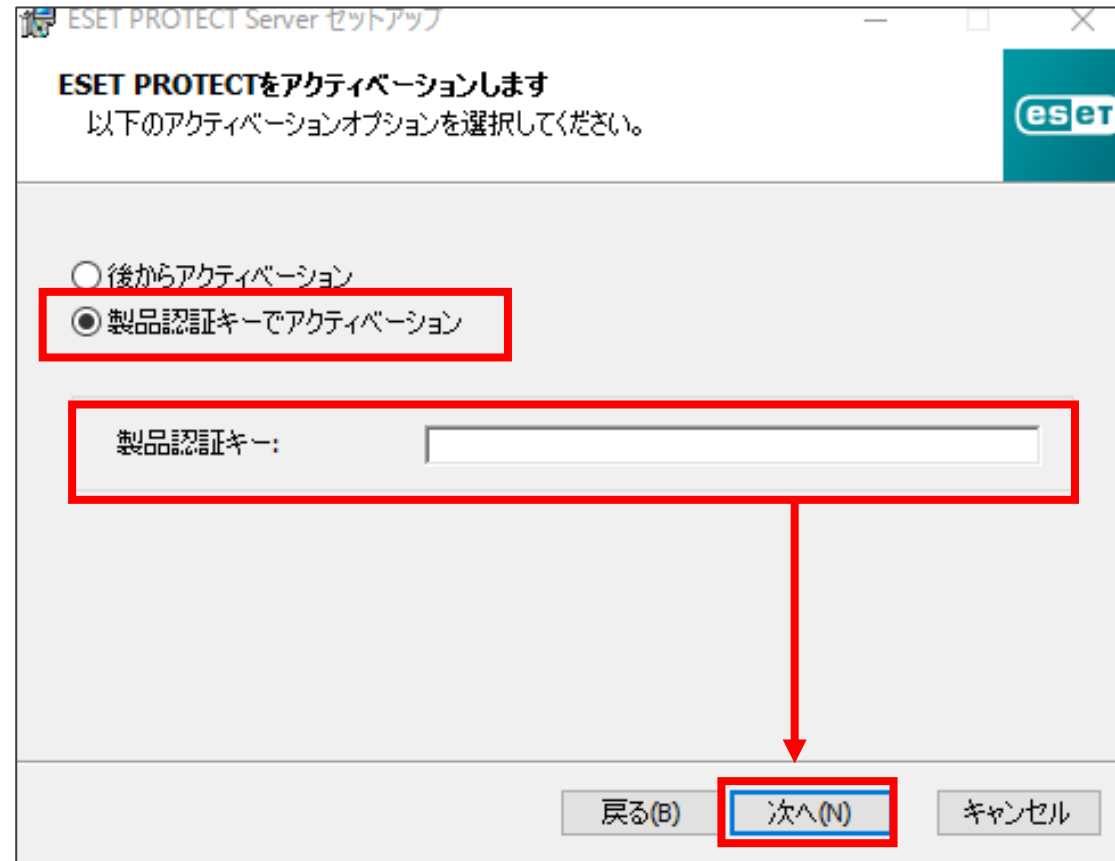 ESET PROTECT Server セットアップ
ESET PROTECTをアクティベーションします
以下のアクティベーションオプションを選択してください。
eset
後からアクティベーション
製品認証キーでアクティベーション
製品認証キー:
戻る(B)
次へ(N)
キャンセル